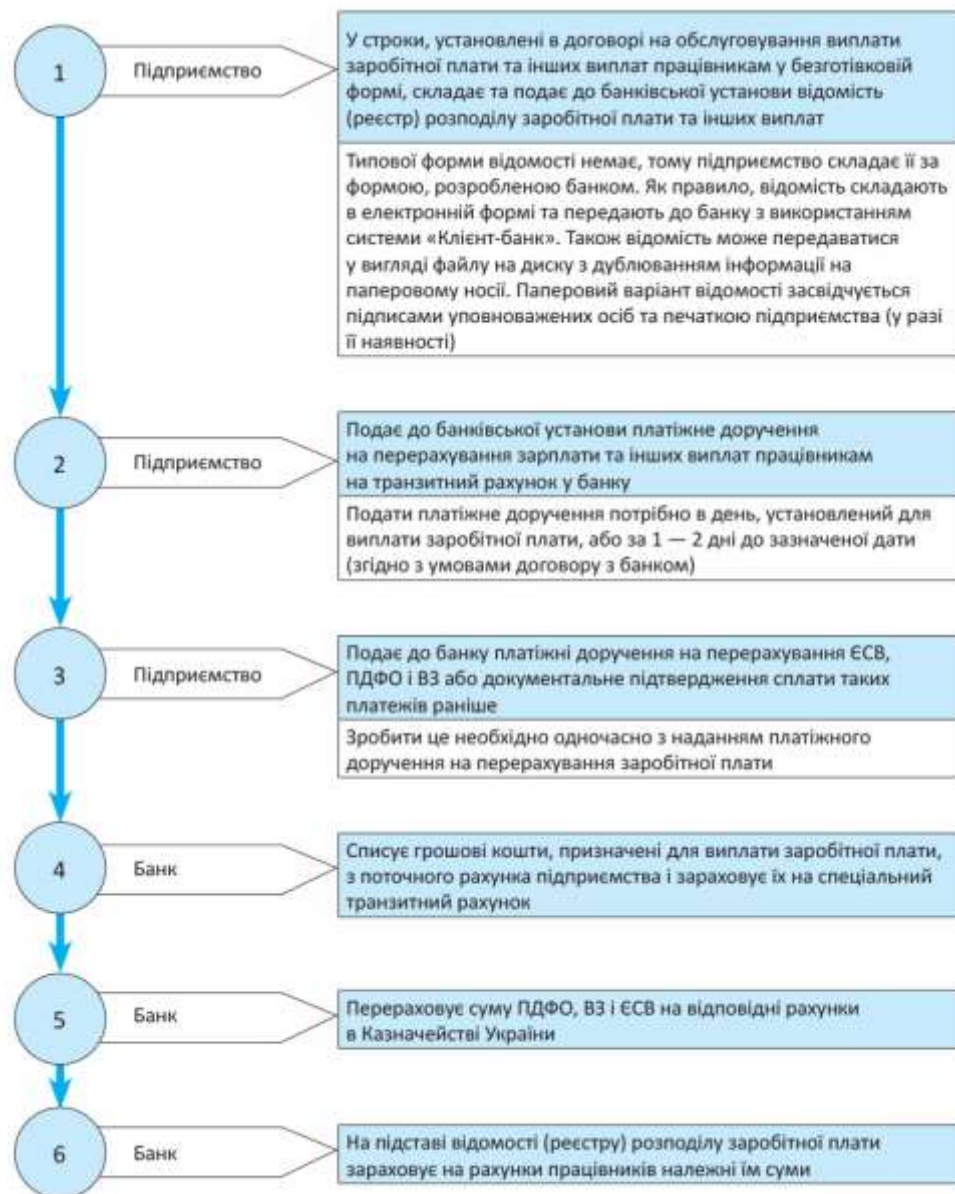 1
Підприємство
У строки, установлені в договорі на обслуговування виплати
заробітної плати та інших виплат працівникам у безготівковій
формі, складає та подає до банківської установи відомість
(реєстр) розподілу заробітної плати та інших виплат
Типової форми відомості немає, тому підприємство складає її за
формою, розробленою банком. Як правило, відомість складають
в електронній формі та передають до банку з використанням
системи «Клієнт-банк». Також відомість може передаватися
у вигляді файлу на диску з дублюванням інформації на
паперовому носії. Паперовий варіант відомості засвідчується
підписами уповноважених осіб та печаткою підприємства (у разі
її наявності)
2
Підприємство
Подає до банківської установи платіжне доручення
на перерахування зарплати та інших виплат працівникам
на транзитний рахунок у банку
Подати платіжне доручення потрібно в день, установлений для
виплати заробітної плати, або за 1 — 2 дні до зазначеної дати
(згідно з умовами договору з банком)
3
Підприємство
Подає до банку платіжні доручення на перерахування ЄСВ,
ПДФО і ВЗ або документальне підтвердження сплати таких
платежів раніше
Зробити це необхідно одночасно з наданням платіжного
доручення на перерахування заробітної плати
4
Банк
Списує грошові кошти, призначені для виплати заробітної плати,
з поточного рахунка підприємства і зараховує їх на спеціальний
транзитний рахунок
5
Банк
Перераховує суму ПДФО, ВЗ і ЄСВ на відповідні рахунки
в Казначействі України
6
Банк
На підставі відомості (реєстру) розподілу заробітної плати
зараховує на рахунки працівників належні їм суми